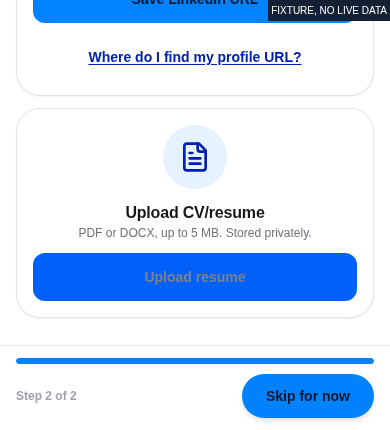 Save LinkedIn URL
FIXTURE, NO LIVE DATA
Where do I find my profile URL?
Upload CV/resume
PDF or DOCX, up to 5 MB. Stored privately.
Upload resume
Step 2 of 2
Skip for now